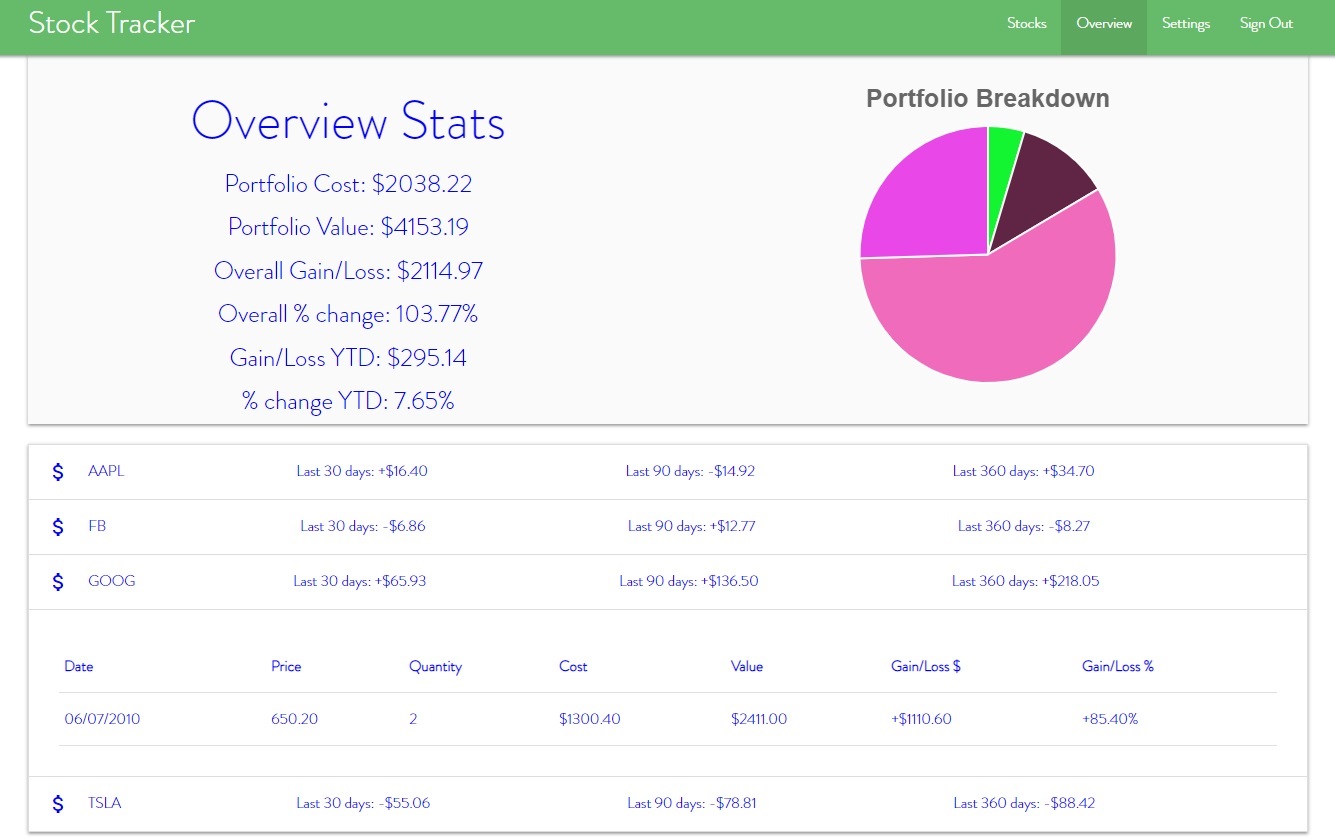 Stock Tracker Stocks Overview Settings Sign Out
Overview Stats
Portfolio Cost: $2038.22
Portfolio Value: $4153.19
Overall Gain/Loss: $2114.97
Overall % change: 103.77%
Gain/Loss YTD: $295.14
% change YTD: 7.65%
Portfolio Breakdown
$ AAPL Last 30 days: +$16.40 Last 90 days: -$14.92 Last 360 days: +$34.70
$ FB Last 30 days: -$6.86 Last 90 days: +$12.77 Last 360 days: -$8.27
$ GOOG Last 30 days: +$65.93 Last 90 days: +$136.50 Last 360 days: +$218.05
Date Price Quantity Cost Value Gain/Loss $ Gain/Loss %
06/07/2010 650.20 2 $1300.40 $2411.00 +$1110.60 +85.40%
$ TSLA Last 30 days: -$55.06 Last 90 days: -$78.81 Last 360 days: -$88.42